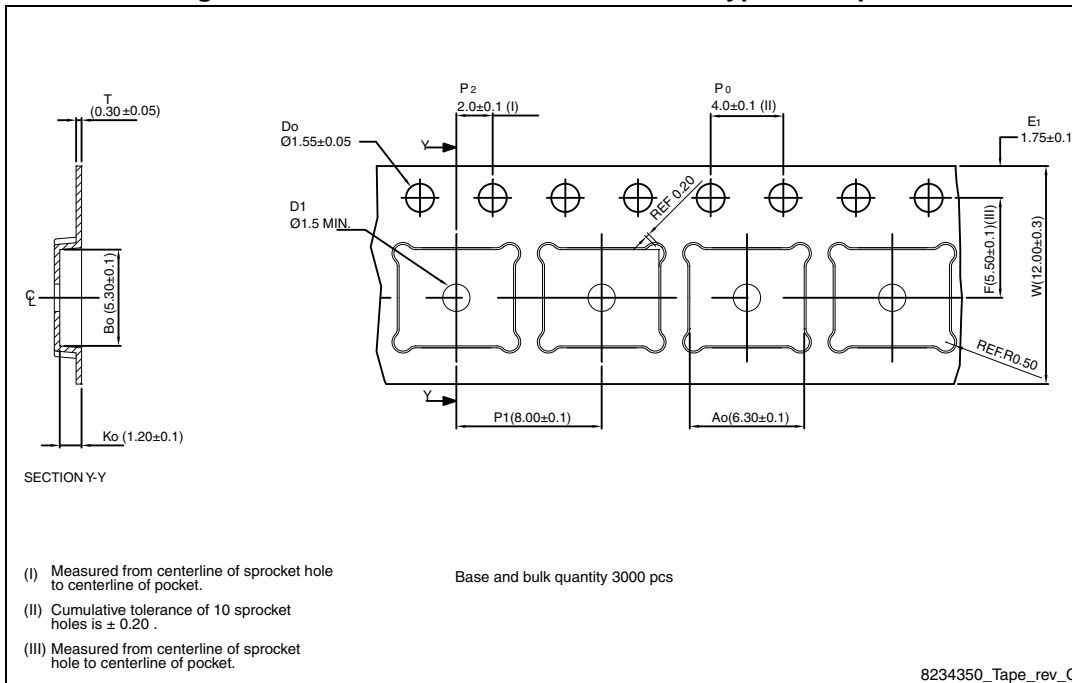 T
(0.30±0.05)
P2
2.0±0.1 (I)
P0
4.0±0.1 (II)
E1
1.75±0.1
Do
Ø1.55±0.05
Y
D1
Ø1.5 MIN.
REF 0.20
F(5.50±0.1)(III)
W(12.00±0.3)
℄
Bo (5.30±0.1)
REF.R0.50
Y
P1(8.00±0.1)
Ao(6.30±0.1)
Ko (1.20±0.1)
SECTION Y-Y
(I) Measured from centerline of sprocket hole
to centerline of pocket.
Base and bulk quantity 3000 pcs
(II) Cumulative tolerance of 10 sprocket
holes is ± 0.20 .
(III) Measured from centerline of sprocket
hole to centerline of pocket.
8234350_Tape_rev_C